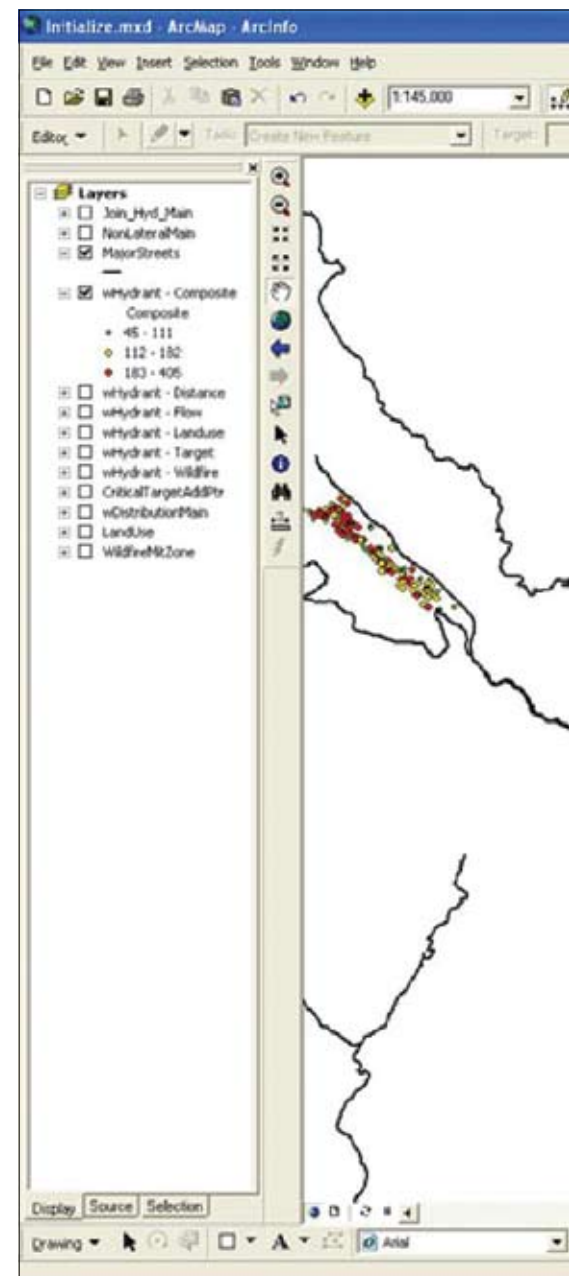 Initialize.mxd - ArcMap - ArcInfo
File Edit View Insert Selection Tools Window Help
1:145,000
Editor Task: Create New Feature Target:
Layers
Join_Hyd_Main
NonLateralMain
MajorStreets
wHydrant - Composite
Composite
45 - 111
112 - 182
183 - 405
wHydrant - Distance
wHydrant - Flow
wHydrant - Landuse
wHydrant - Target
wHydrant - Wildfire
CriticalTargetAddPtr
wDistributionMain
LandUse
WildfireMitZone
Display Source Selection
Drawing A Arial